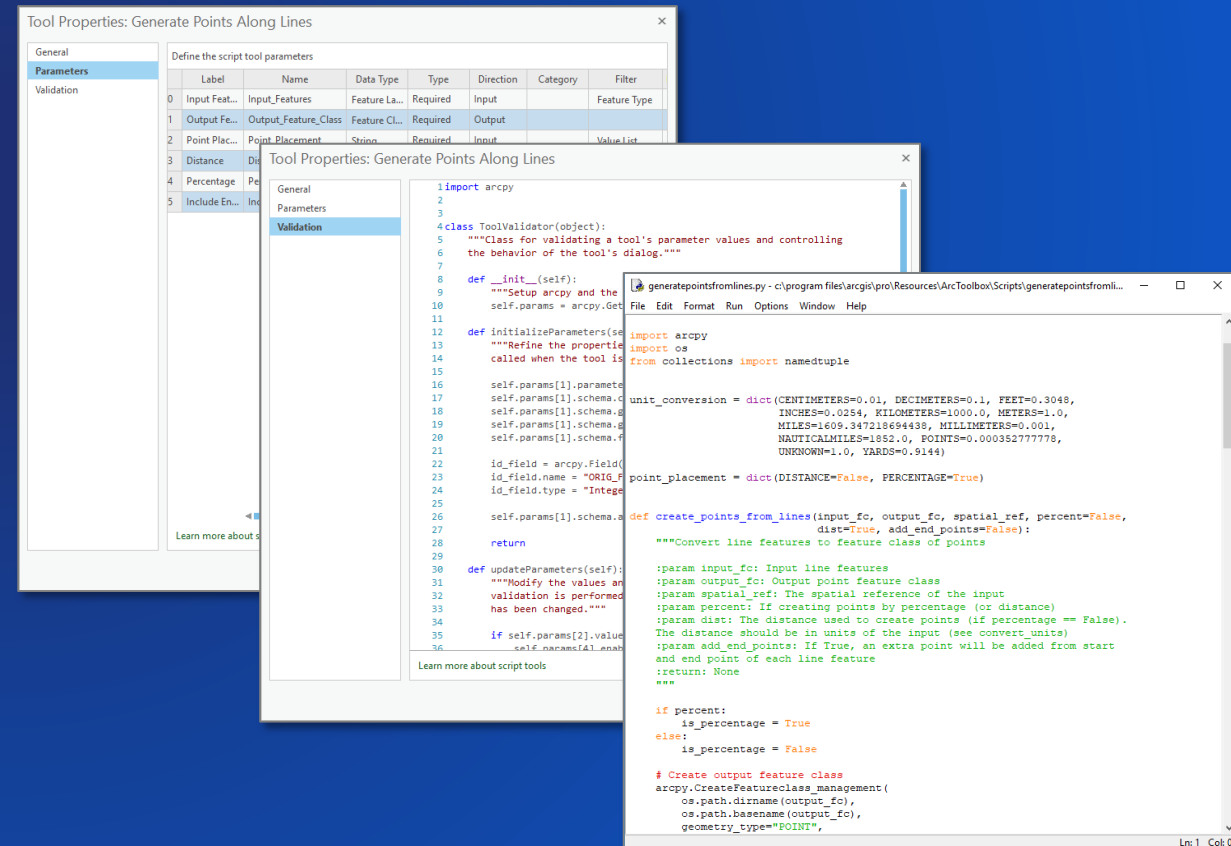 Tool Properties: Generate Points Along Lines
General
Parameters
Validation
Define the script tool parameters
Label Name Data Type Type Direction Category Filter
0 Input Feat... Input_Features Feature La... Required Input Feature Type
1 Output Fe... Output_Feature_Class Feature Cl... Required Output
2 Point Plac... Point_Placement String Required Input Value List
3 Distance
4 Percentage
5 Include En...
Learn more about
Tool Properties: Generate Points Along Lines
General
Parameters
Validation
1 import arcpy
2
3
4 class ToolValidator(object):
5 """Class for validating a tool's parameter values and controlling
6 the behavior of the tool's dialog."""
7
8 def __init__(self):
9 """Setup arcpy and the
10 self.params = arcpy.Get
11
12 def initializeParameters(se
13 """Refine the propertie
14 called when the tool is
15
16 self.params[1].paramete
17 self.params[1].schema.c
18 self.params[1].schema.g
19 self.params[1].schema.g
20 self.params[1].schema.f
21
22 id_field = arcpy.Field(
23 id_field.name = "ORIG_F
24 id_field.type = "Intege
25
26 self.params[1].schema.a
27
28 return
29
30 def updateParameters(self):
31 """Modify the values an
32 validation is performed
33 has been changed."""
34
35 if self.params[2].value
36 self.params[4].enab
Learn more about script tools
generatepointsfromlines.py - c:\program files\arcgis\pro\Resources\ArcToolbox\Scripts\generatepointsfromli...
File Edit Format Run Options Window Help
import arcpy
import os
from collections import namedtuple
unit_conversion = dict(CENTIMETERS=0.01, DECIMETERS=0.1, FEET=0.3048,
INCHES=0.0254, KILOMETERS=1000.0, METERS=1.0,
MILES=1609.347218694438, MILLIMETERS=0.001,
NAUTICALMILES=1852.0, POINTS=0.000352777778,
UNKNOWN=1.0, YARDS=0.9144)
point_placement = dict(DISTANCE=False, PERCENTAGE=True)
def create_points_from_lines(input_fc, output_fc, spatial_ref, percent=False,
dist=True, add_end_points=False):
"""Convert line features to feature class of points
:param input_fc: Input line features
:param output_fc: Output point feature class
:param spatial_ref: The spatial reference of the input
:param percent: If creating points by percentage (or distance)
:param dist: The distance used to create points (if percentage == False).
The distance should be in units of the input (see convert_units)
:param add_end_points: If True, an extra point will be added from start
and end point of each line feature
:return: None
"""
if percent:
is_percentage = True
else:
is_percentage = False
# Create output feature class
arcpy.CreateFeatureclass_management(
os.path.dirname(output_fc),
os.path.basename(output_fc),
geometry_type="POINT",
Ln: 1 Col: 0